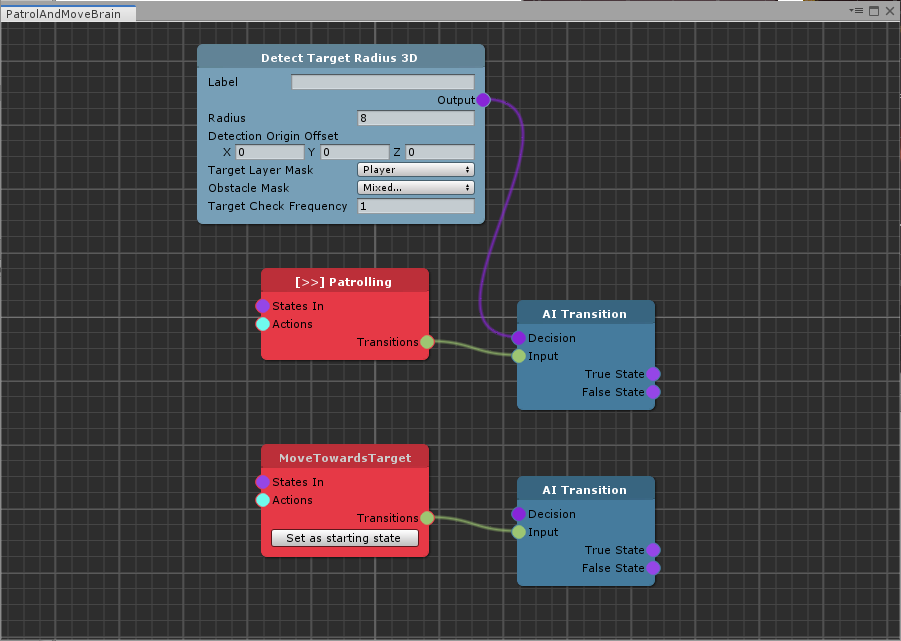 PatrolAndMoveBrain
Detect Target Radius 3D
Label
Output
Radius 8
Detection Origin Offset
X 0 Y 0 Z 0
Target Layer Mask Player
Obstacle Mask Mixed...
Target Check Frequency 1
[>>] Patrolling
States In
Actions
Transitions
AI Transition
Decision
Input
True State
False State
MoveTowardsTarget
States In
Actions
Transitions
Set as starting state
AI Transition
Decision
Input
True State
False State